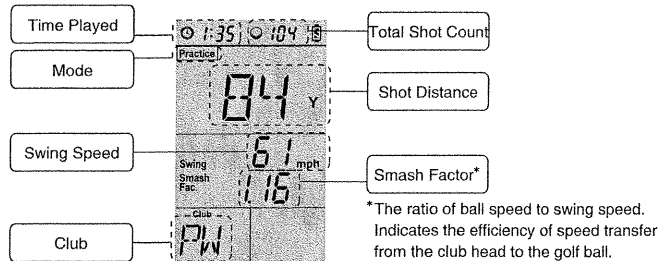 Time Played
1:35
104
Total Shot Count
Mode
Practice
84 Y
Shot Distance
Swing Speed
Swing
61 mph
Smash
Fac.
1.16
Smash Factor*
*The ratio of ball speed to swing speed.
Indicates the efficiency of speed transfer
from the club head to the golf ball.
Club
Club
PW